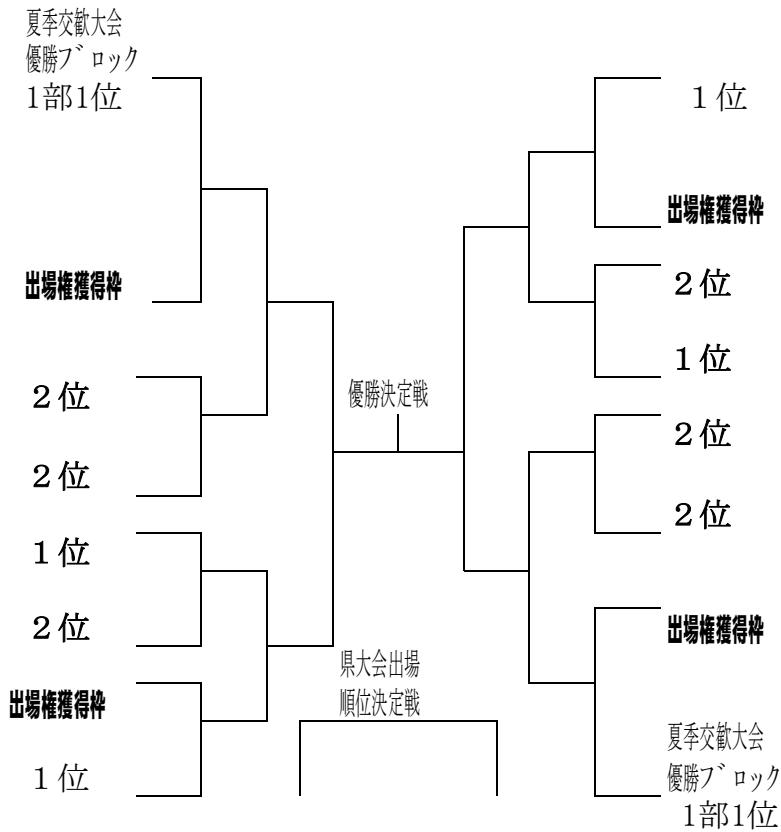 夏季交歓大会
優勝ブロック
1部1位
出場権獲得枠
２位
２位
１位
２位
出場権獲得枠
１位
優勝決定戦
県大会出場
順位決定戦
１位
出場権獲得枠
２位
１位
２位
２位
出場権獲得枠
夏季交歓大会
優勝ブロック
1部1位